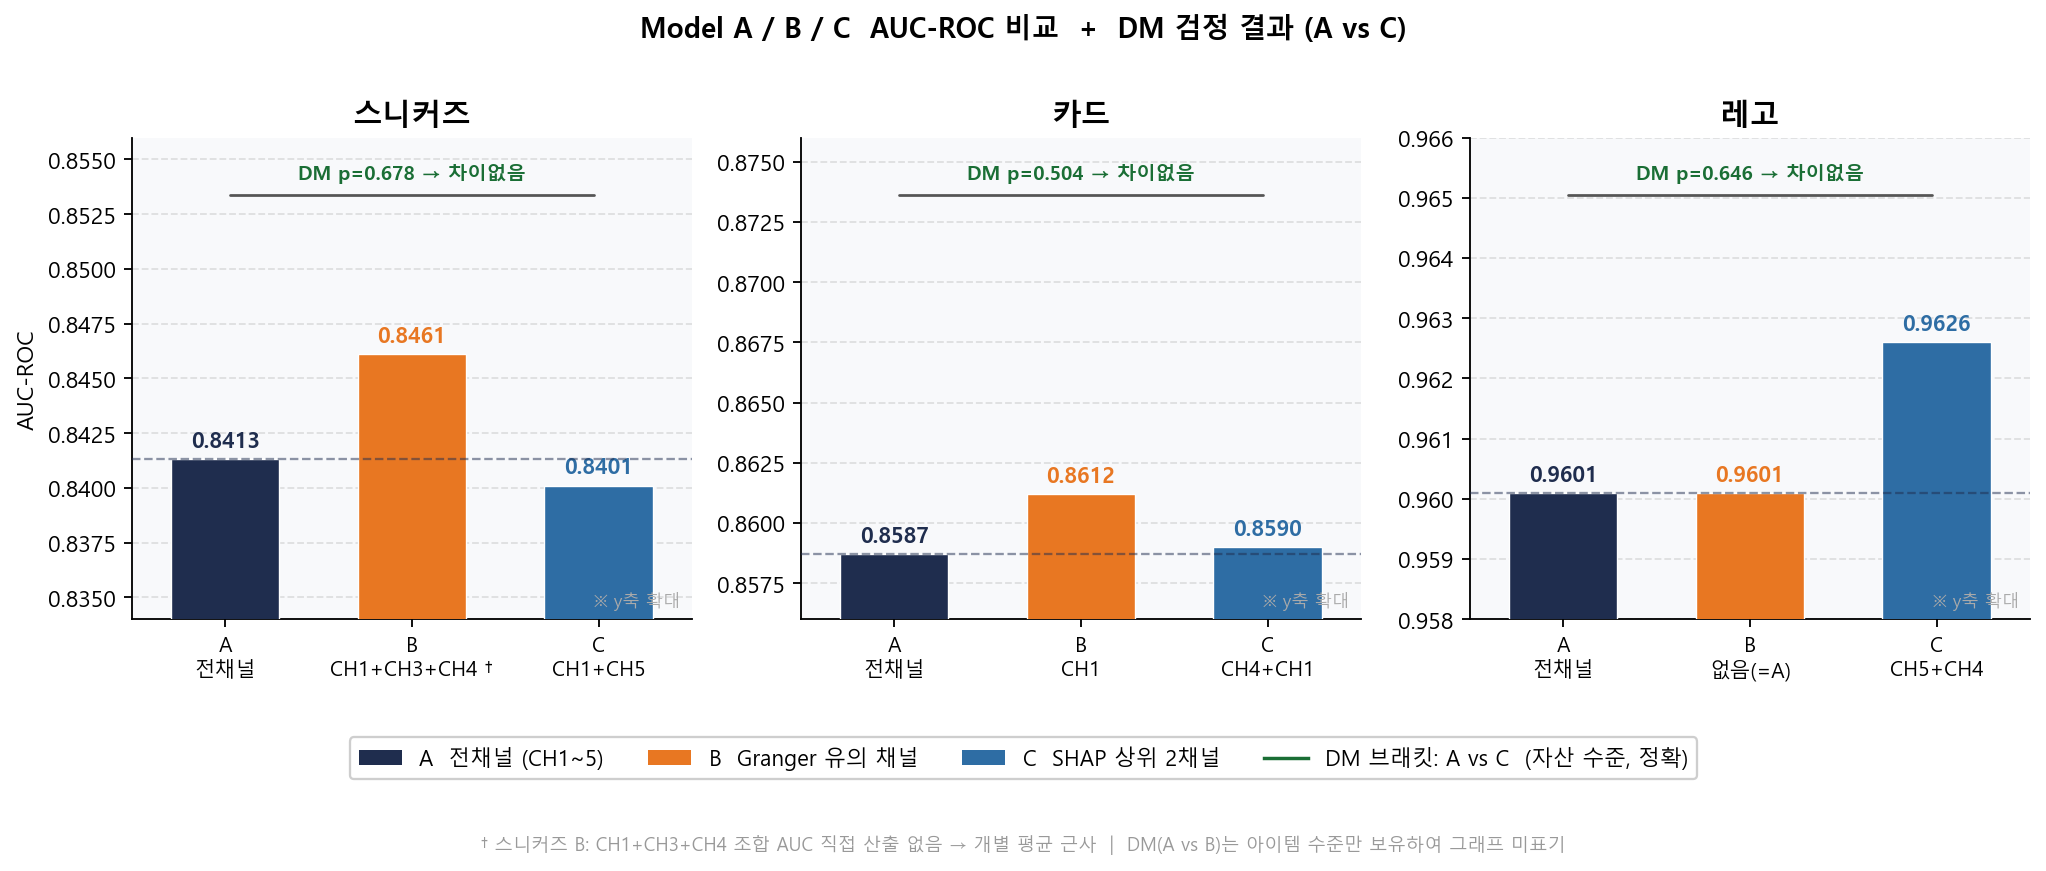 Model A / B / C  AUC-ROC 비교  +  DM 검정 결과 (A vs C)
스니커즈
AUC-ROC
0.8550
0.8525
0.8500
0.8475
0.8450
0.8425
0.8400
0.8375
0.8350
DM p=0.678 → 차이없음
0.8413
0.8461
0.8401
※ y축 확대
A
전채널
B
CH1+CH3+CH4 †
C
CH1+CH5
카드
0.8750
0.8725
0.8700
0.8675
0.8650
0.8625
0.8600
0.8575
DM p=0.504 → 차이없음
0.8587
0.8612
0.8590
※ y축 확대
A
전채널
B
CH1
C
CH4+CH1
레고
0.966
0.965
0.964
0.963
0.962
0.961
0.960
0.959
0.958
DM p=0.646 → 차이없음
0.9601
0.9601
0.9626
※ y축 확대
A
전채널
B
없음(=A)
C
CH5+CH4
A  전채널 (CH1~5)
B  Granger 유의 채널
C  SHAP 상위 2채널
DM 브래킷: A vs C  (자산 수준, 정확)
† 스니커즈 B: CH1+CH3+CH4 조합 AUC 직접 산출 없음 → 개별 평균 근사  |  DM(A vs B)는 아이템 수준만 보유하여 그래프 미표기